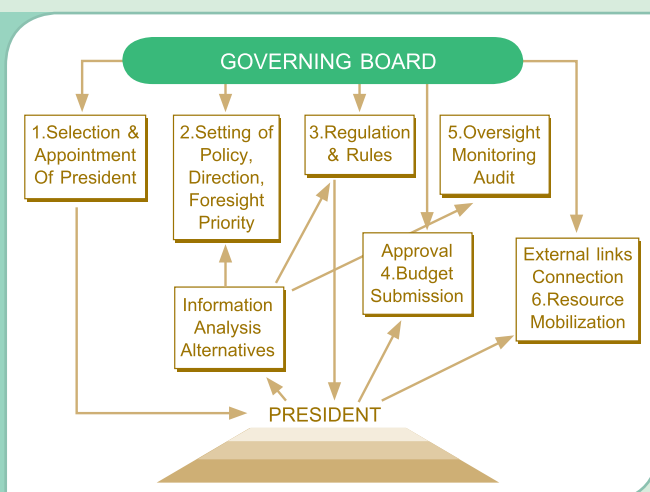 GOVERNING BOARD
1.Selection &
Appointment
Of President
2.Setting of
Policy,
Direction,
Foresight
Priority
3.Regulation
& Rules
5.Oversight
Monitoring
Audit
Approval
4.Budget
Submission
External links
Connection
6.Resource
Mobilization
Information
Analysis
Alternatives
PRESIDENT